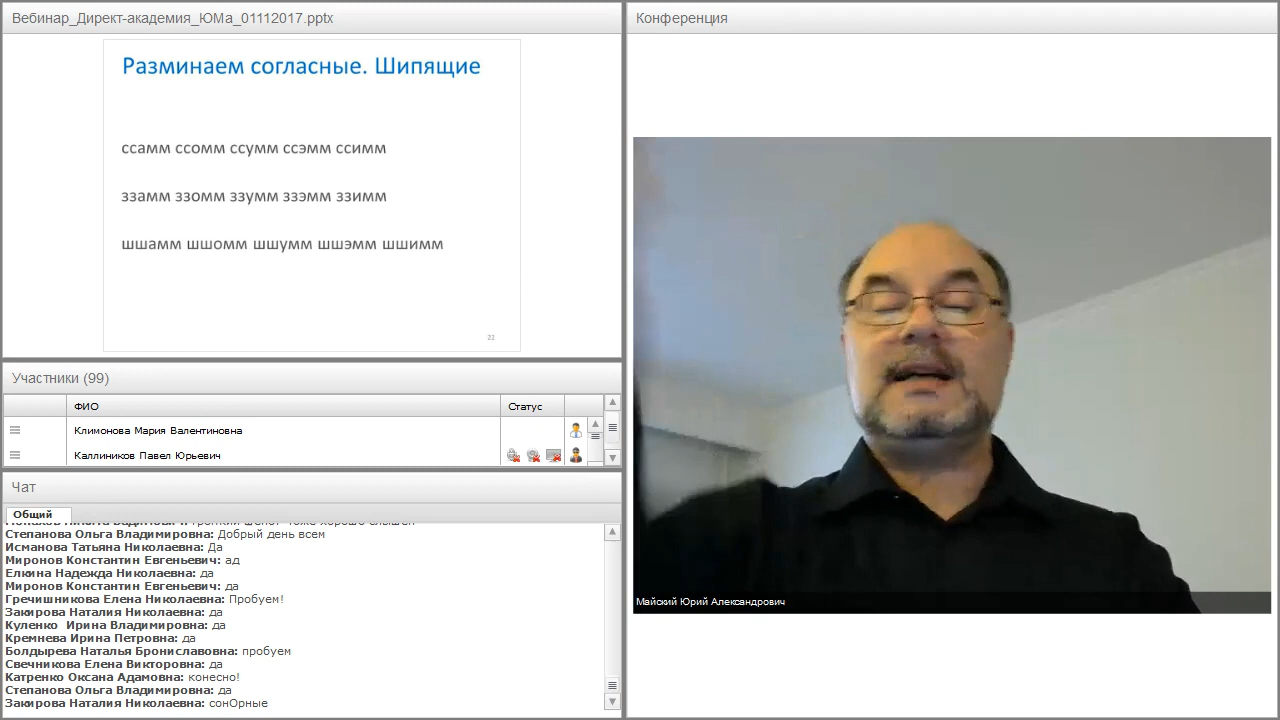 Вебинар_Директ-академия_ЮМа_01112017.pptx
Разминаем согласные. Шипящие
ссамм ссомм ссумм ссэмм ссимм
ззамм ззомм ззумм ззэмм ззимм
шшамм шшомм шшумм шшэмм шшимм
22
Участники (99)
ФИО Статус
Климонова Мария Валентиновна
Каллиников Павел Юрьевич
Чат
Общий
Степанова Ольга Владимировна: Добрый день всем
Исманова Татьяна Николаевна: Да
Миронов Константин Евгеньевич: ад
Елкина Надежда Николаевна: да
Миронов Константин Евгеньевич: да
Гречишникова Елена Николаевна: Пробуем!
Закирова Наталия Николаевна: да
Куленко Ирина Владимировна: да
Кремнева Ирина Петровна: да
Болдырева Наталья Брониславовна: пробуем
Свечникова Елена Викторовна: да
Катренко Оксана Адамовна: конесно!
Степанова Ольга Владимировна: да
Закирова Наталия Николаевна: сонОрные
Конференция
Майский Юрий Александрович